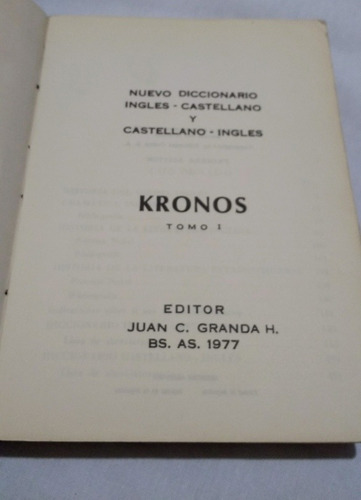 NUEVO DICCIONARIO
INGLES - CASTELLANO
Y
CASTELLANO - INGLES
KRONOS
TOMO I
EDITOR
JUAN C. GRANDA H.
BS. AS. 1977